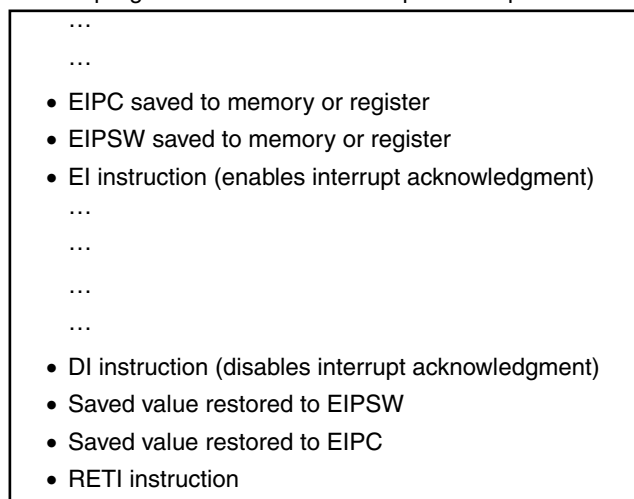 …
…
• EIPC saved to memory or register
• EIPSW saved to memory or register
• EI instruction (enables interrupt acknowledgment)
…
…
…
…
• DI instruction (disables interrupt acknowledgment)
• Saved value restored to EIPSW
• Saved value restored to EIPC
• RETI instruction